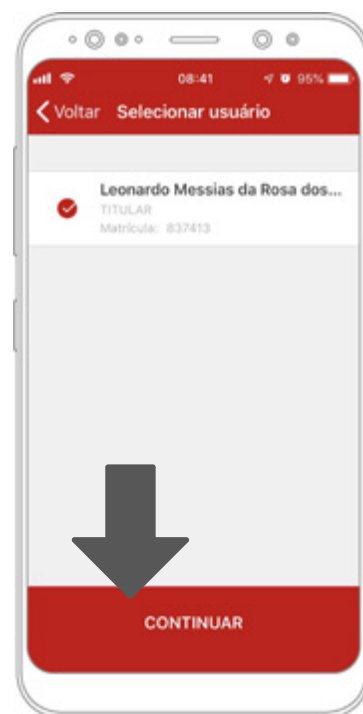 08:41 95%
Voltar Selecionar usuário
Leonardo Messias da Rosa dos...
TITULAR
Matrícula: 837413
CONTINUAR